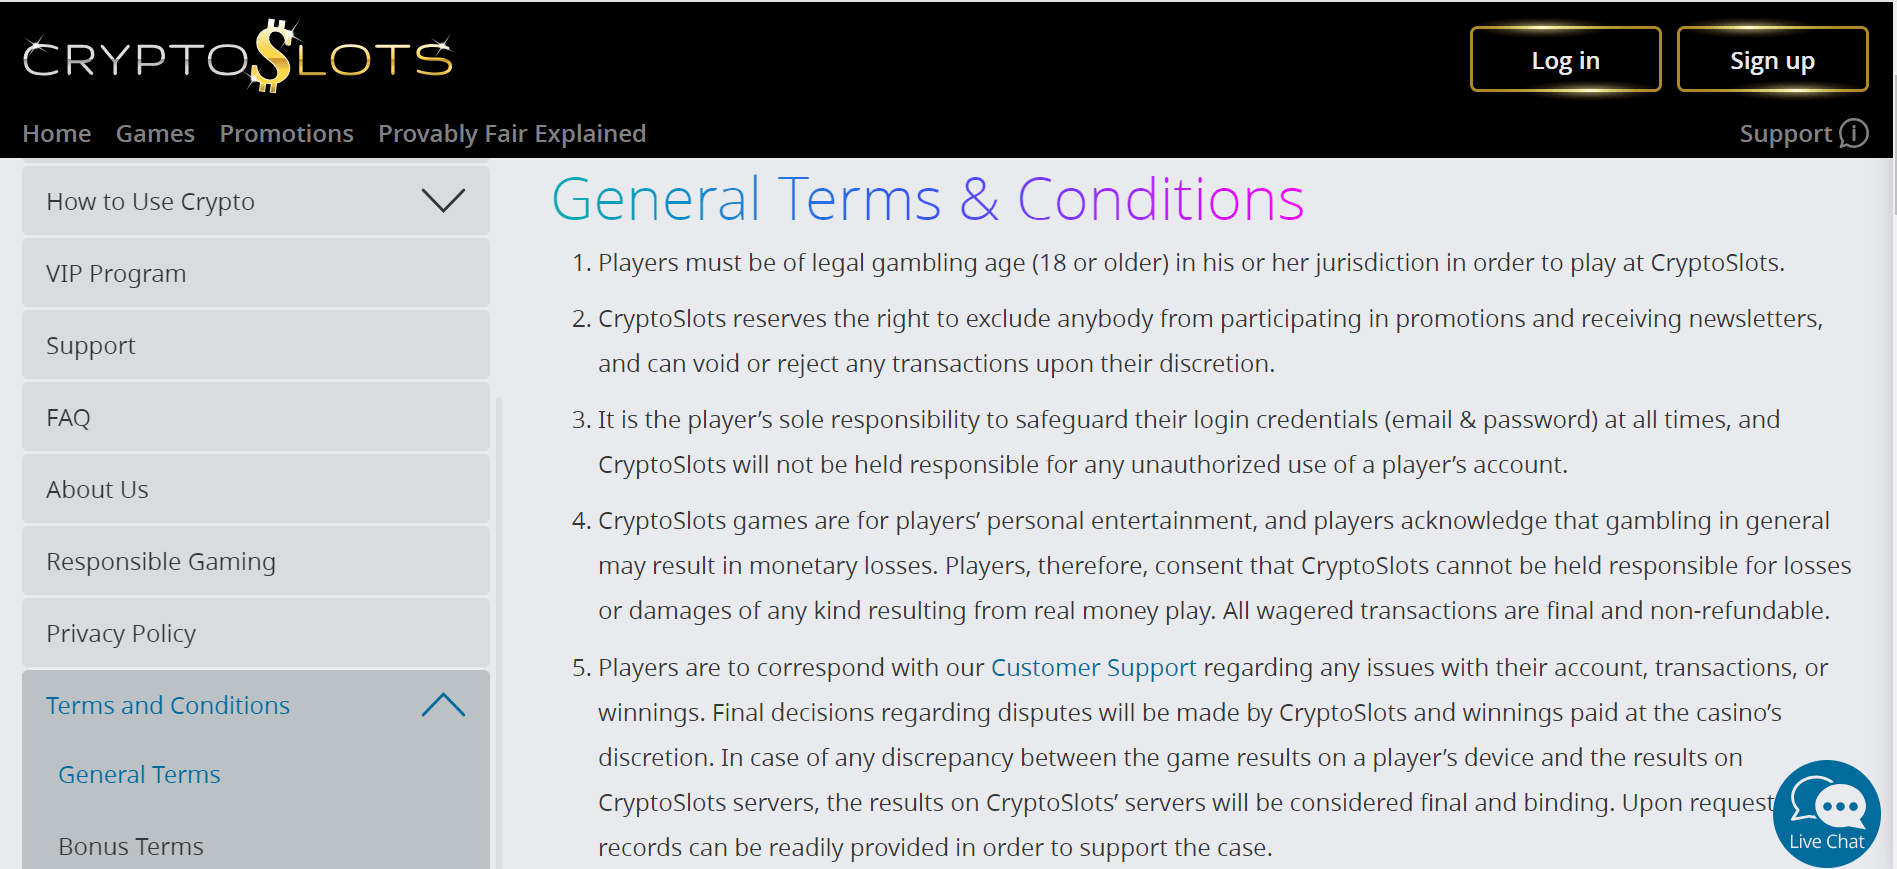 CRYPTOSLOTS
Log in
Sign up
Home Games Promotions Provably Fair Explained
Support
How to Use Crypto
VIP Program
Support
FAQ
About Us
Responsible Gaming
Privacy Policy
Terms and Conditions
General Terms
Bonus Terms
General Terms & Conditions
1. Players must be of legal gambling age (18 or older) in his or her jurisdiction in order to play at CryptoSlots.
2. CryptoSlots reserves the right to exclude anybody from participating in promotions and receiving newsletters,
and can void or reject any transactions upon their discretion.
3. It is the player’s sole responsibility to safeguard their login credentials (email & password) at all times, and
CryptoSlots will not be held responsible for any unauthorized use of a player’s account.
4. CryptoSlots games are for players’ personal entertainment, and players acknowledge that gambling in general
may result in monetary losses. Players, therefore, consent that CryptoSlots cannot be held responsible for losses
or damages of any kind resulting from real money play. All wagered transactions are final and non-refundable.
5. Players are to correspond with our Customer Support regarding any issues with their account, transactions, or
winnings. Final decisions regarding disputes will be made by CryptoSlots and winnings paid at the casino’s
discretion. In case of any discrepancy between the game results on a player’s device and the results on
CryptoSlots servers, the results on CryptoSlots’ servers will be considered final and binding. Upon request
records can be readily provided in order to support the case.
Live Chat